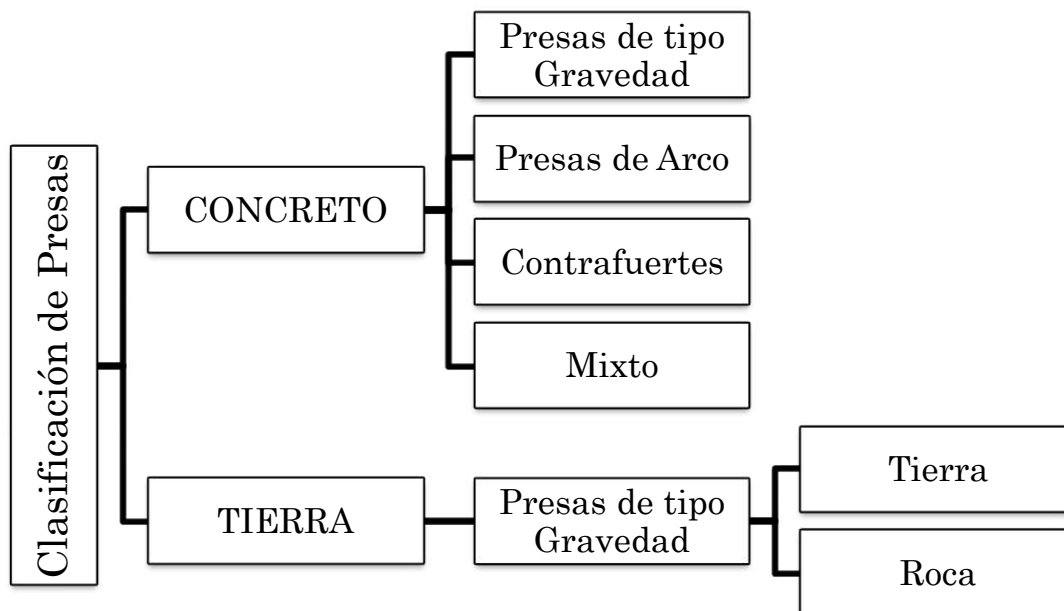 Clasificación de Presas
CONCRETO
Presas de tipo
Gravedad
Presas de Arco
Contrafuertes
Mixto
TIERRA
Presas de tipo
Gravedad
Tierra
Roca